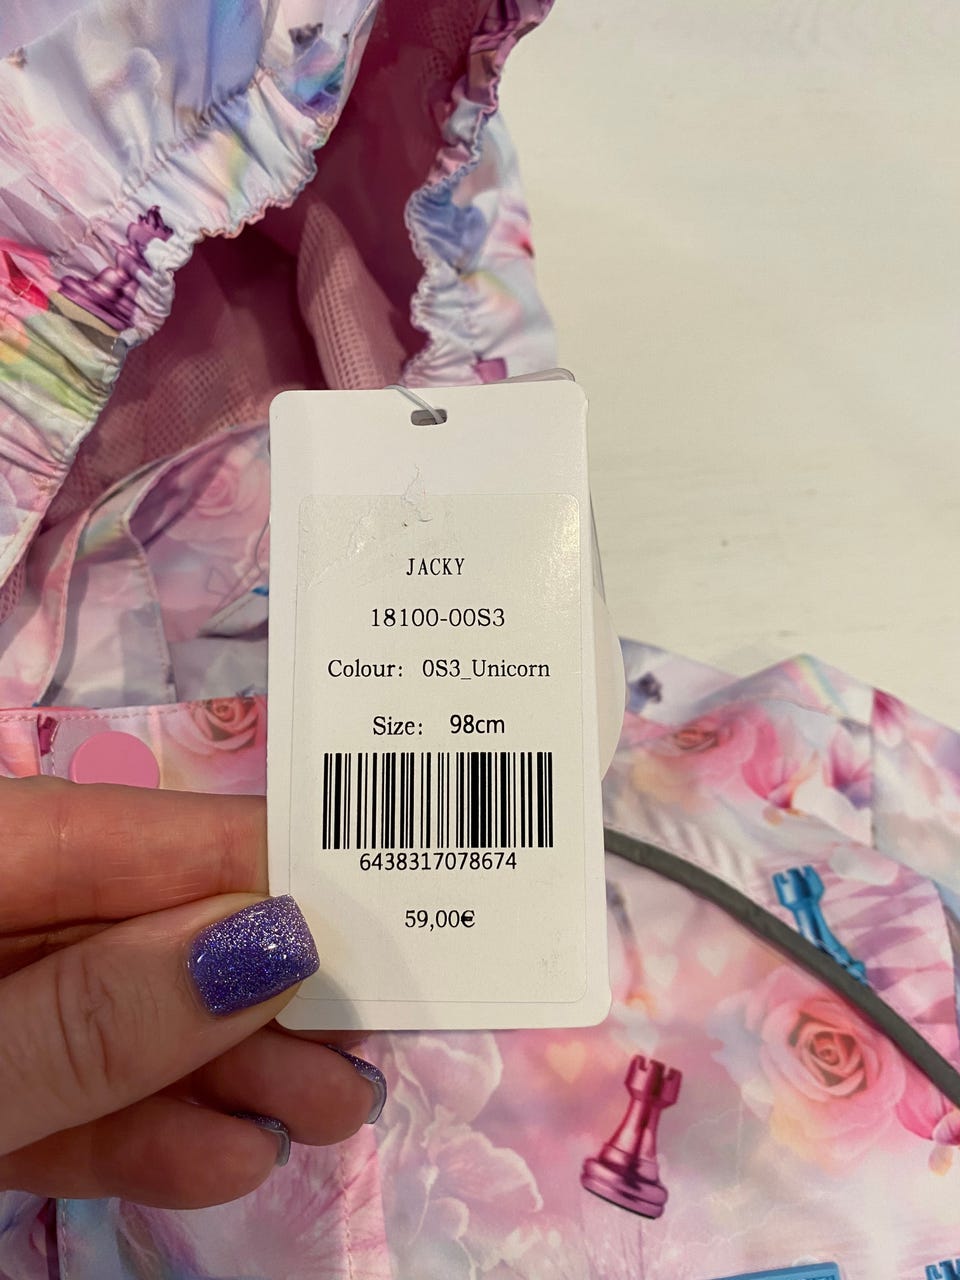 JACKY
18100-00S3
Colour: 0S3_Unicorn
Size: 98cm
6438317078674
59,00€